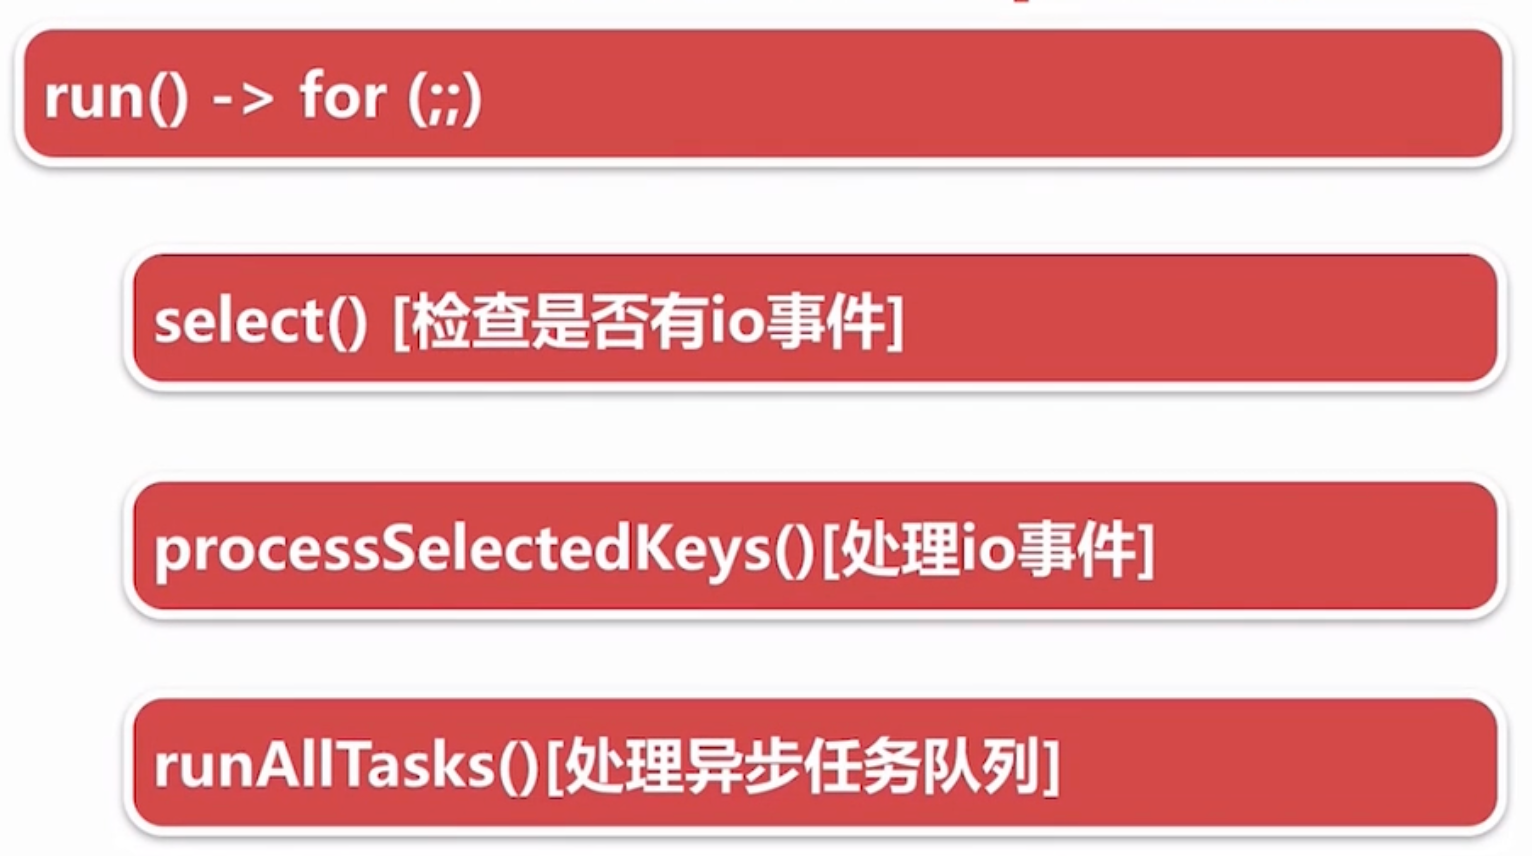 run() -> for (;;)
select() [检查是否有io事件]
processSelectedKeys()[处理io事件]
runAllTasks()[处理异步任务队列]